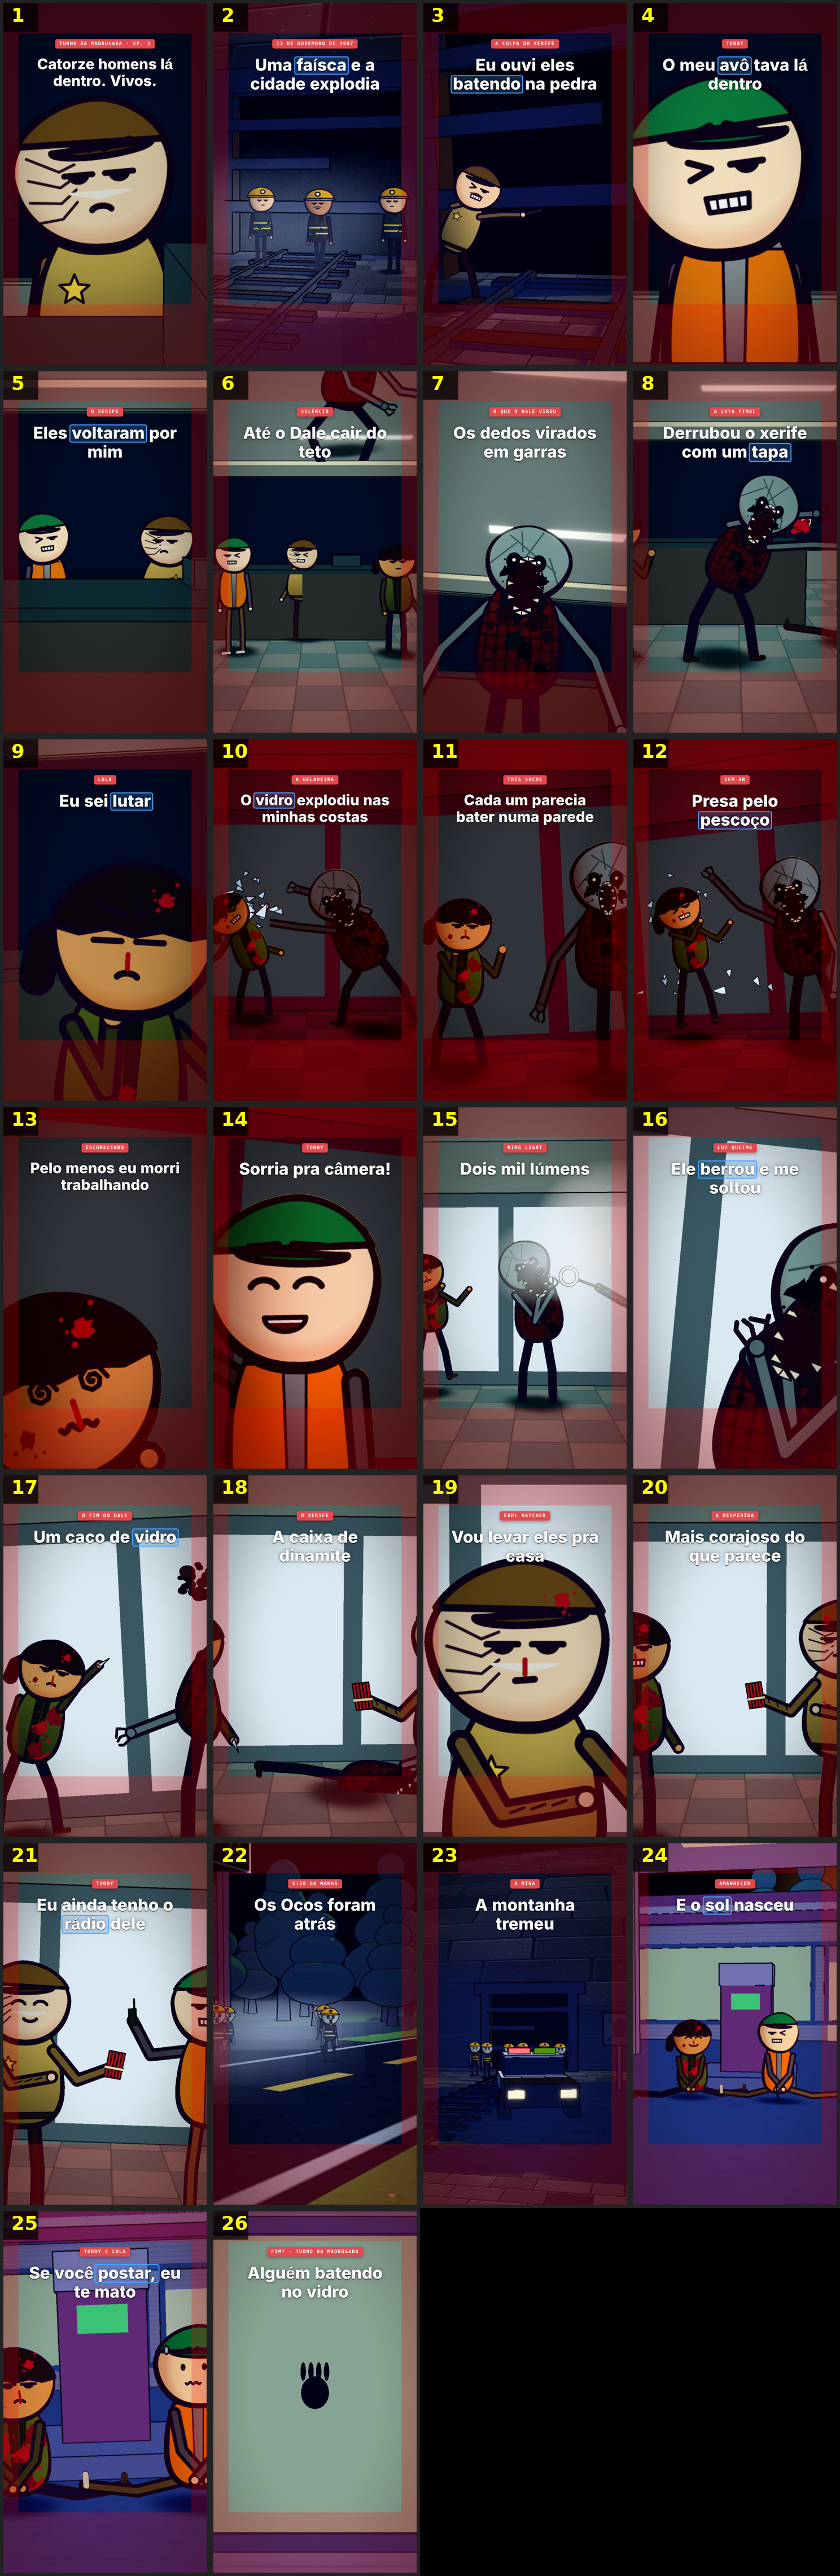 1
TURNO DA MADRUGADA · EP. 3
Catorze homens lá
dentro. Vivos.
2
13 DE NOVEMBRO DE 1987
Uma faísca e a
cidade explodia
3
A CULPA DO XERIFE
Eu ouvi eles
batendo na pedra
4
TOBBY
O meu avô tava lá
dentro
5
O XERIFE
Eles voltaram por
mim
6
SILÊNCIO
Até o Dale cair do
teto
7
O QUE O DALE VIROU
Os dedos virados
em garras
8
A LUTA FINAL
Derrubou o xerife
com um tapa
9
LOLA
Eu sei lutar
10
A GELADEIRA
O vidro explodiu nas
minhas costas
11
TRÊS SOCOS
Cada um parecia
bater numa parede
12
SEM AR
Presa pelo
pescoço
13
ESCURECENDO
Pelo menos eu morri
trabalhando
14
TOBBY
Sorria pra câmera!
15
RING LIGHT
Dois mil lúmens
16
LUZ QUEIMA
Ele berrou e me
soltou
17
O FIM DO DALE
Um caco de vidro
18
O XERIFE
A caixa de
dinamite
19
EARL HATCHER
Vou levar eles pra
casa
20
A DESPEDIDA
Mais corajoso do
que parece
21
TOBBY
Eu ainda tenho o
rádio dele
22
5:30 DA MANHÃ
Os Ocos foram
atrás
23
A MINA
A montanha
tremeu
24
AMANHECER
E o sol nasceu
25
TOBBY E LOLA
Se você postar, eu
te mato
26
FIM? · TURNO DA MADRUGADA
Alguém batendo
no vidro